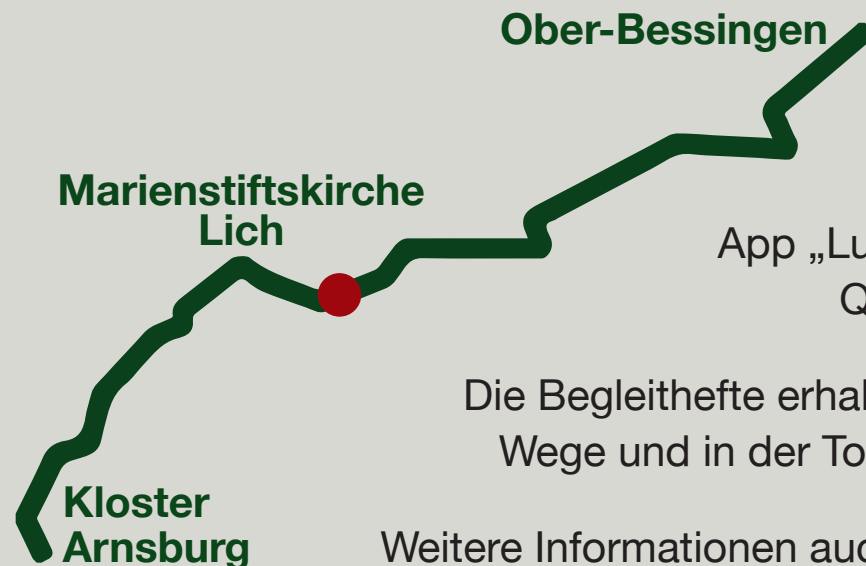 Ober-Bessingen
Marienstiftskirche
Lich
App „Lu
Q
Die Begleithefte erhal
Wege und in der To
Kloster
Arnsburg
Weitere Informationen auc